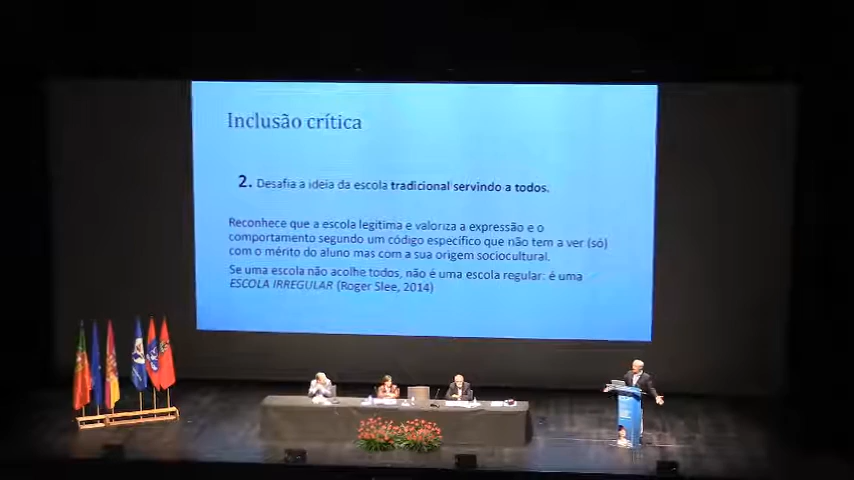 Inclusão crítica
2. Desafia a ideia da escola tradicional servindo a todos.
Reconhece que a escola legitima e valoriza a expressão e o
comportamento segundo um código específico que não tem a ver (só)
com o mérito do aluno mas com a sua origem sociocultural.
Se uma escola não acolhe todos, não é uma escola regular: é uma
ESCOLA IRREGULAR (Roger Slee, 2014)